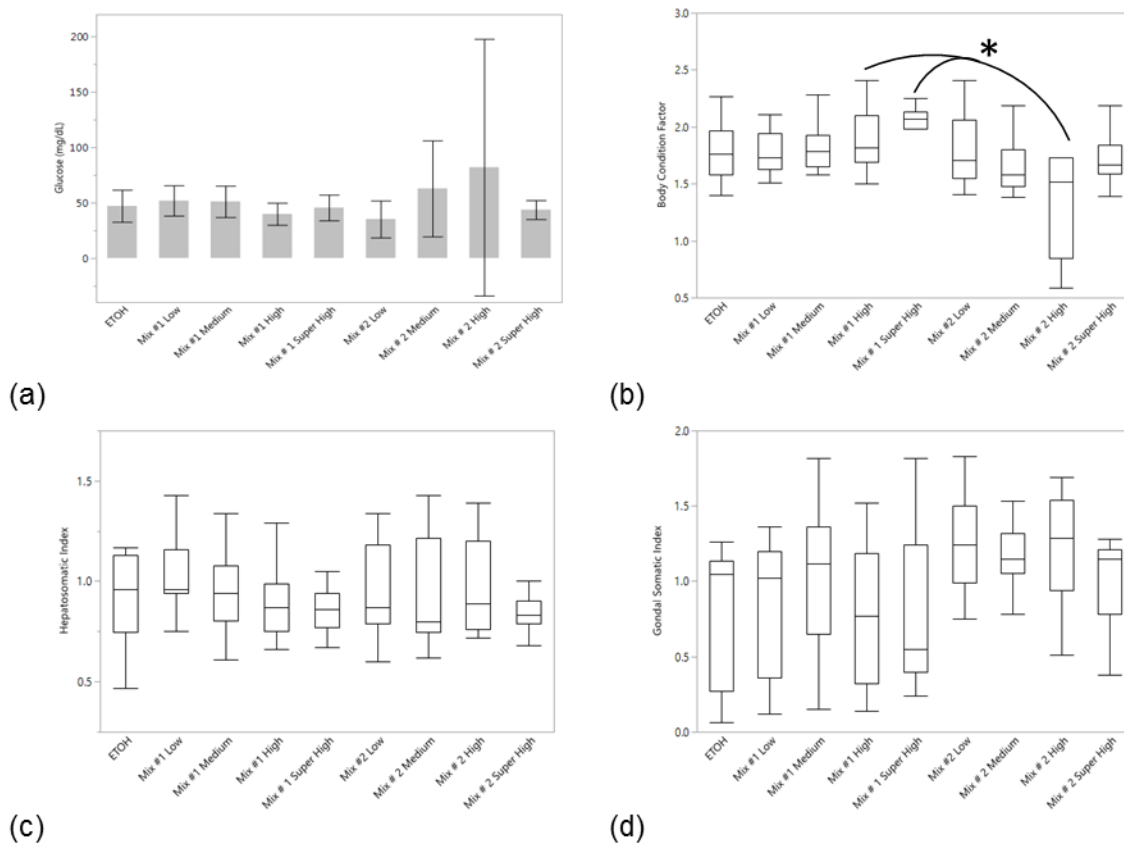 200
150
100
50
0
Glucose (mg/dL)
ETOH
Mix #1 Low
Mix #1 Medium
Mix #1 High
Mix # 1 Super High
Mix #2 Low
Mix # 2 Medium
Mix # 2 High
Mix # 2 Super High
(a)
3.0
2.5
2.0
1.5
1.0
0.5
Body Condition Factor
*
ETOH
Mix #1 Low
Mix #1 Medium
Mix #1 High
Mix # 1 Super High
Mix #2 Low
Mix # 2 Medium
Mix # 2 High
Mix # 2 Super High
(b)
1.5
1.0
0.5
Hepatosomatic Index
ETOH
Mix #1 Low
Mix #1 Medium
Mix #1 High
Mix # 1 Super High
Mix #2 Low
Mix # 2 Medium
Mix # 2 High
Mix # 2 Super High
(c)
2.0
1.5
1.0
0.5
0.0
Gondal Somatic Index
ETOH
Mix #1 Low
Mix #1 Medium
Mix #1 High
Mix # 1 Super High
Mix #2 Low
Mix # 2 Medium
Mix # 2 High
Mix # 2 Super High
(d)